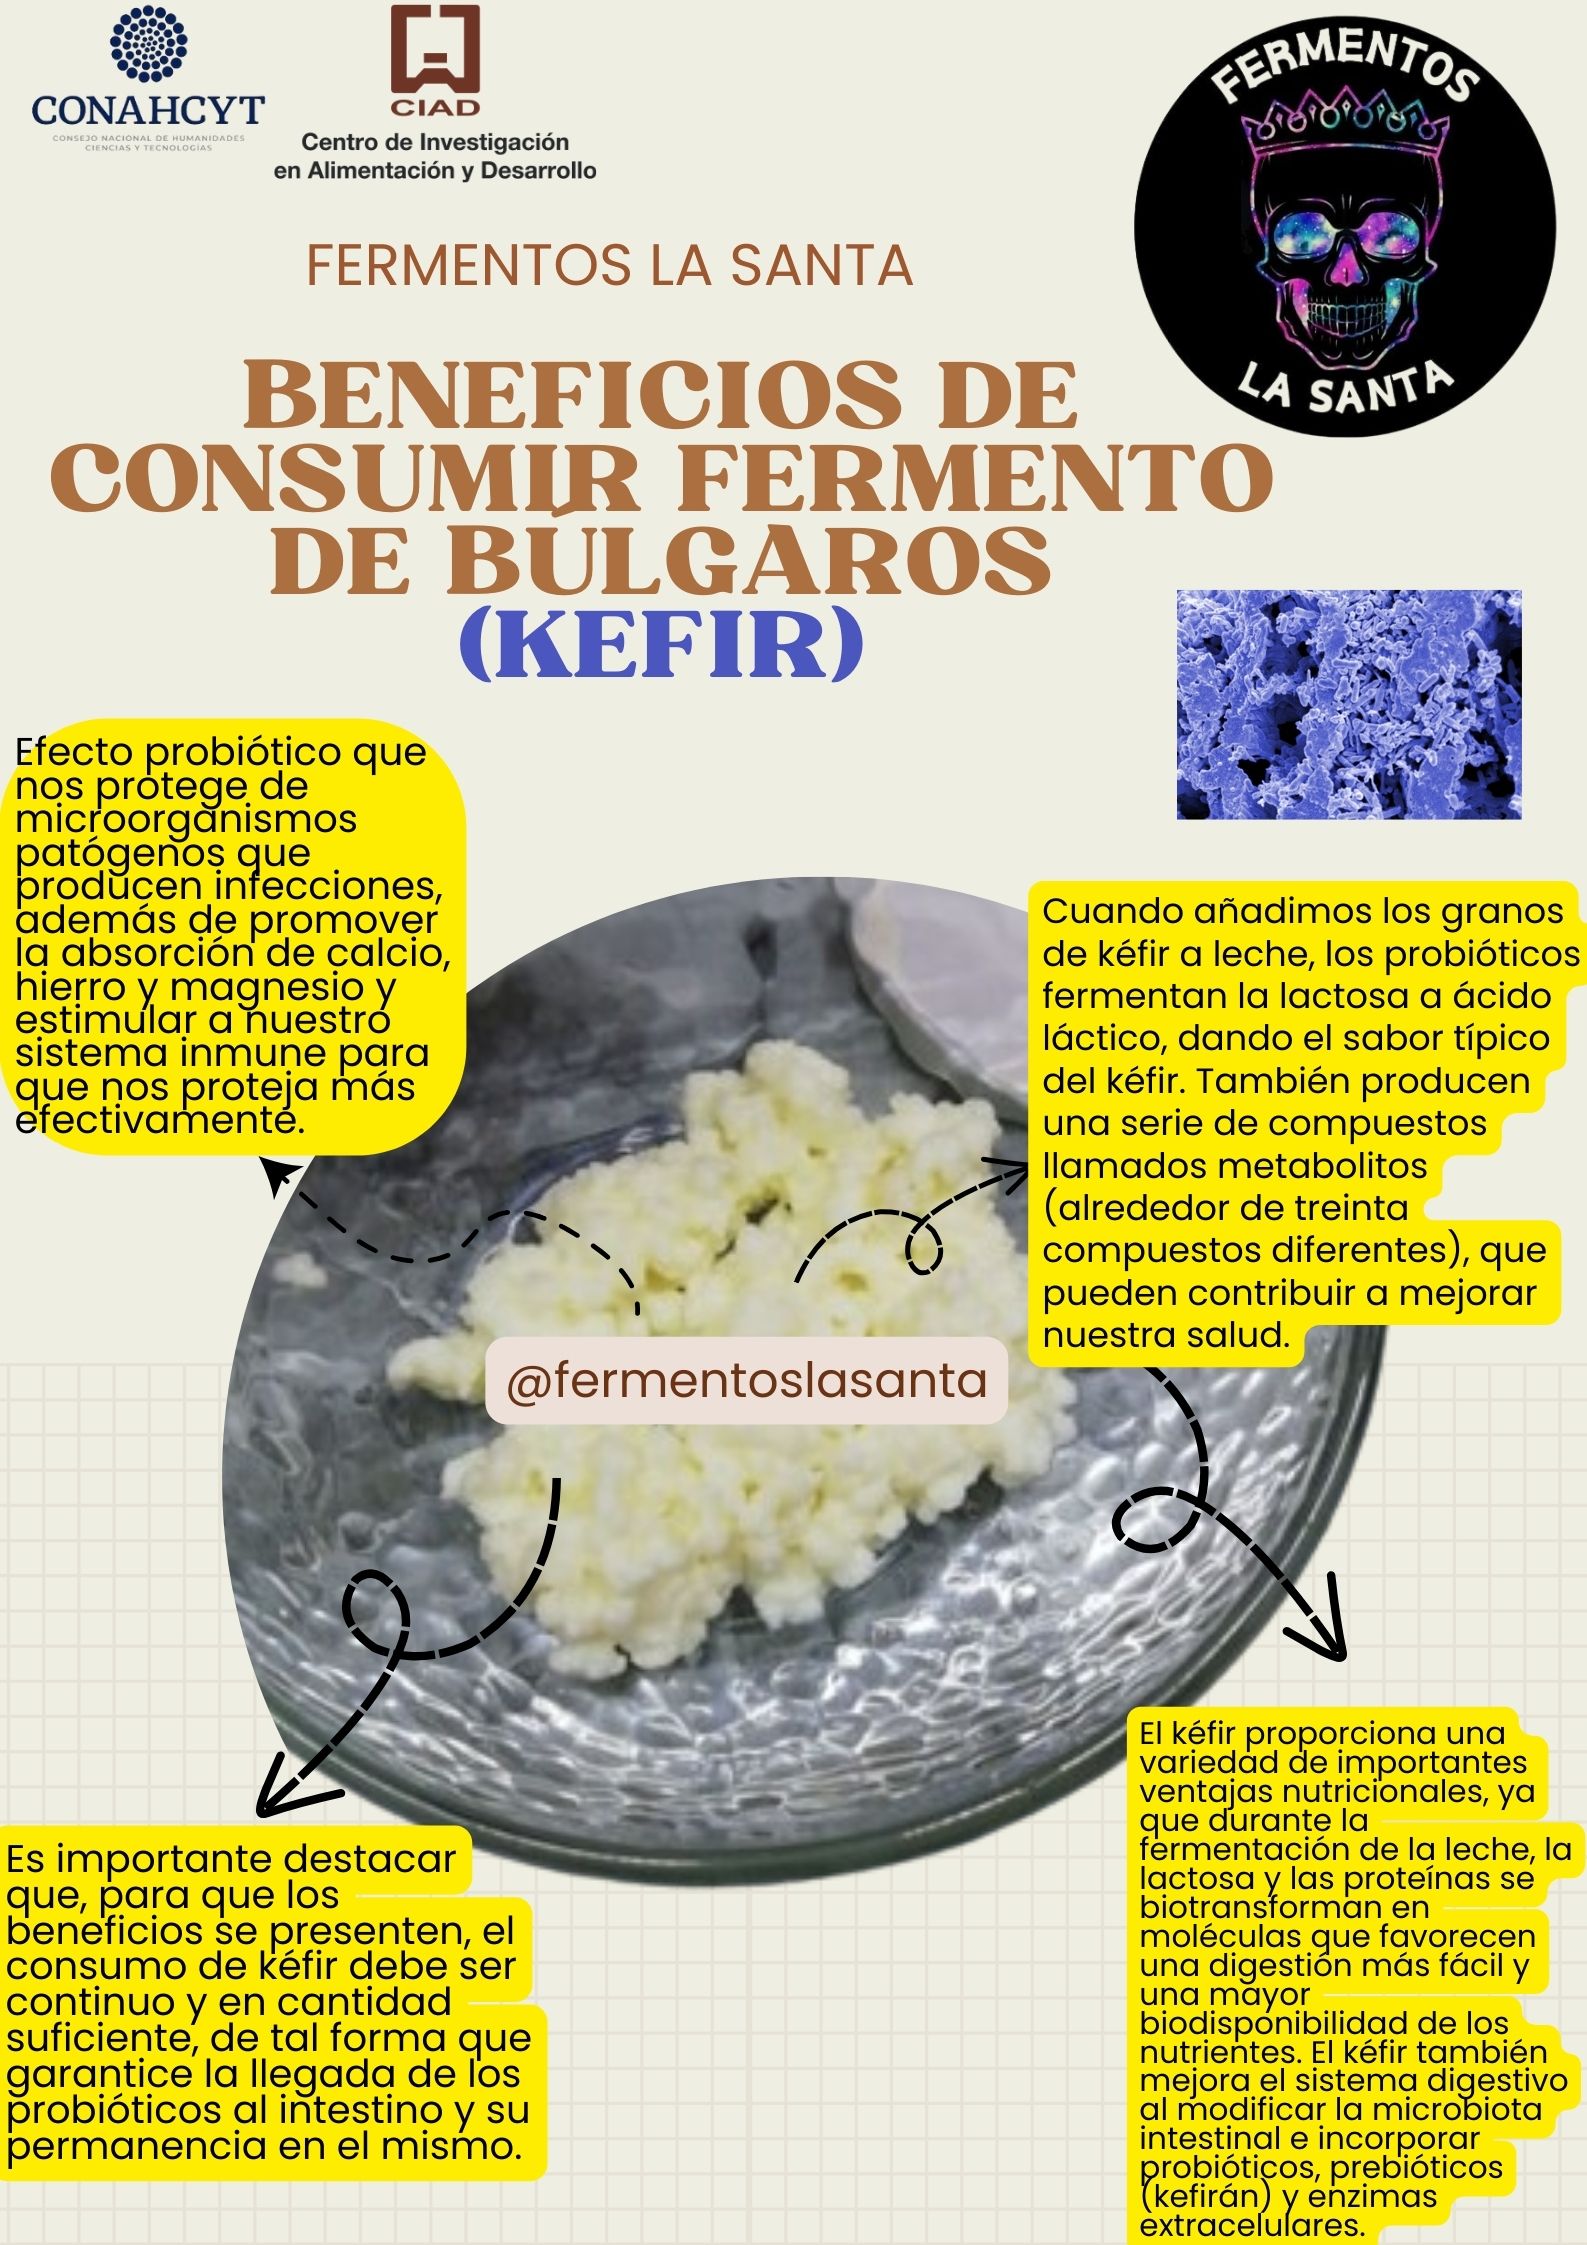 CONAHCYT
CONSEJO NACIONAL DE HUMANIDADES
CIENCIAS Y TECNOLOGÍAS
CIAD
Centro de Investigación
en Alimentación y Desarrollo
FERMENTOS
LA SANTA
FERMENTOS LA SANTA
BENEFICIOS DE
CONSUMIR FERMENTO
DE BÚLGAROS
(KEFIR)
Efecto probiótico que
nos protege de
microorganismos
patógenos que
producen infecciones,
además de promover
la absorción de calcio,
hierro y magnesio y
estimular a nuestro
sistema inmune para
que nos proteja más
efectivamente.
Cuando añadimos los granos
de kéfir a leche, los probióticos
fermentan la lactosa a ácido
láctico, dando el sabor típico
del kéfir. También producen
una serie de compuestos
llamados metabolitos
(alrededor de treinta
compuestos diferentes), que
pueden contribuir a mejorar
nuestra salud.
@fermentoslasanta
Es importante destacar
que, para que los
beneficios se presenten, el
consumo de kéfir debe ser
continuo y en cantidad
suficiente, de tal forma que
garantice la llegada de los
probióticos al intestino y su
permanencia en el mismo.
El kéfir proporciona una
variedad de importantes
ventajas nutricionales, ya
que durante la
fermentación de la leche, la
lactosa y las proteínas se
biotransforman en
moléculas que favorecen
una digestión más fácil y
una mayor
biodisponibilidad de los
nutrientes. El kéfir también
mejora el sistema digestivo
al modificar la microbiota
intestinal e incorporar
probióticos, prebióticos
(kefirán) y enzimas
extracelulares.